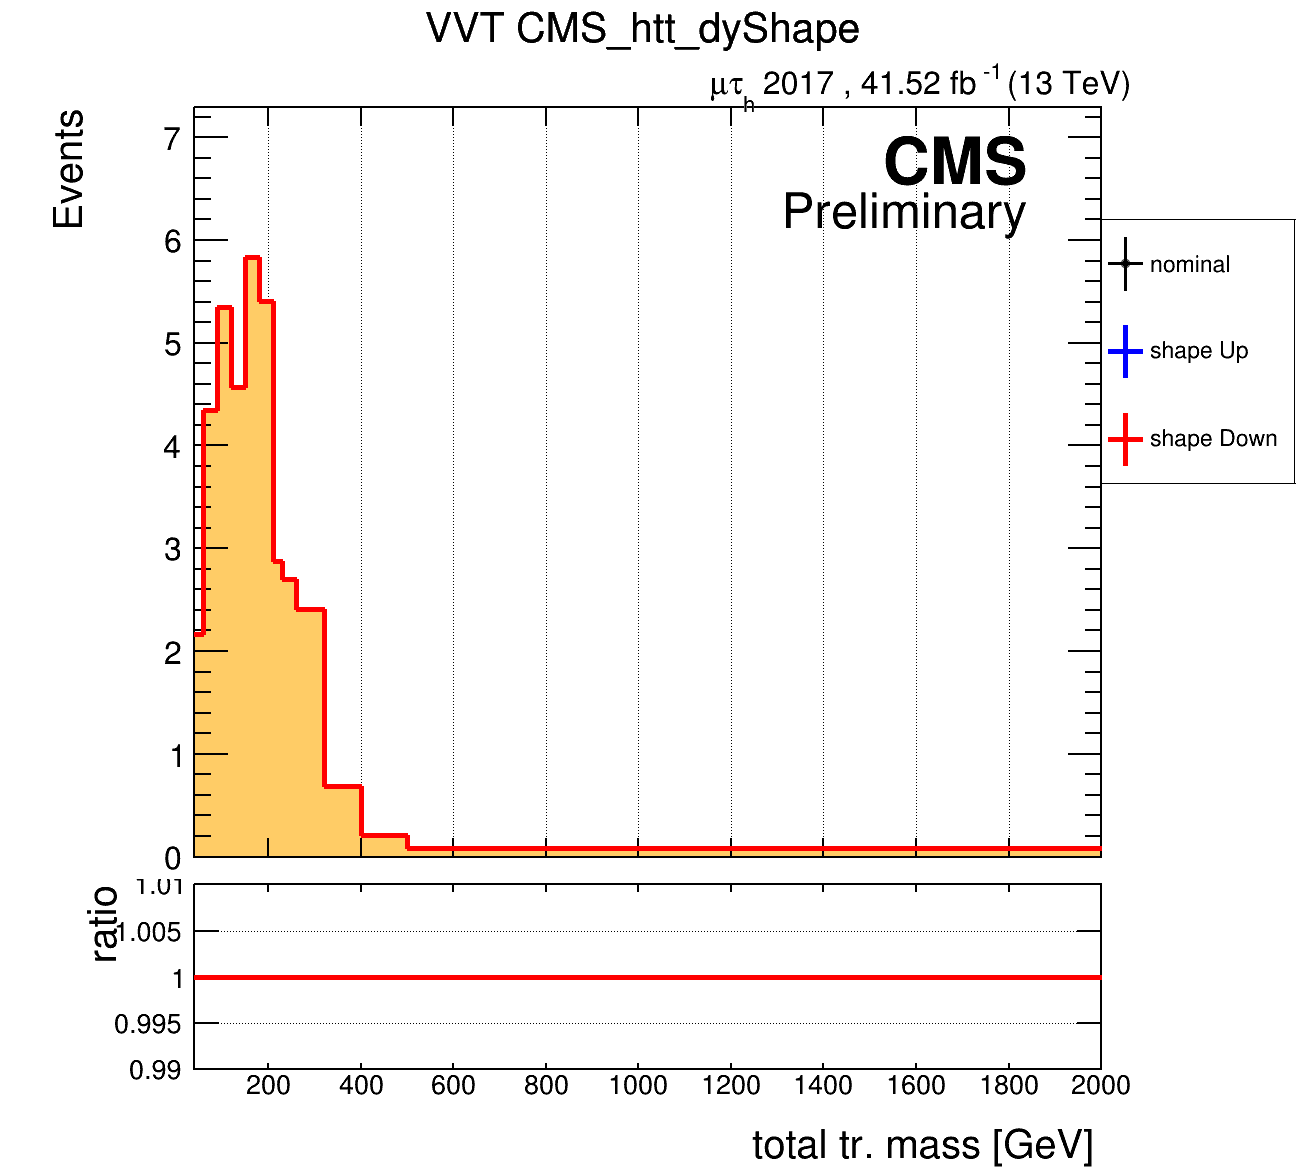 VVT CMS_htt_dyShape
μτh 2017 , 41.52 fb-1 (13 TeV)
Events
7
6
5
4
3
2
1
0
CMS
Preliminary
nominal
shape Up
shape Down
ratio
1.01
1.005
1
0.995
0.99
200 400 600 800 1000 1200 1400 1600 1800 2000
total tr. mass [GeV]